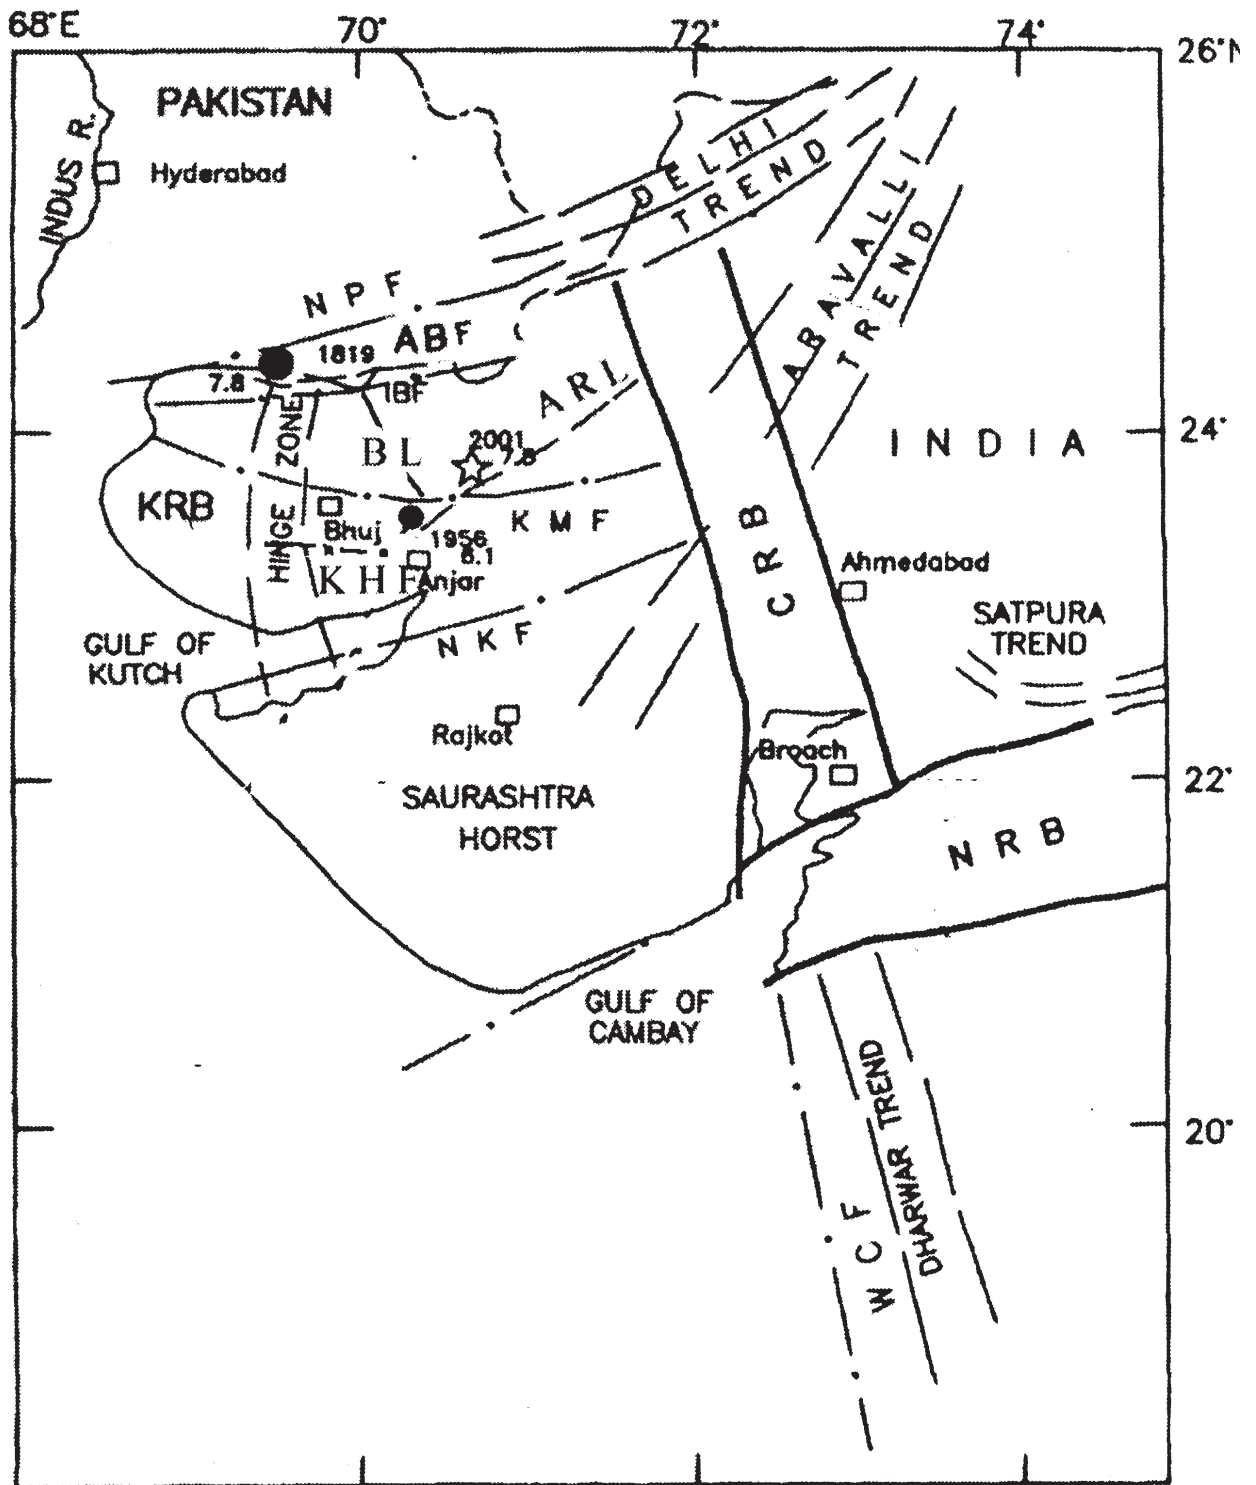 68°E
70°
72°
74°
26°N
PAKISTAN
INDUS R.
Hyderabad
DELHI
TREND
ARAVALLI
TREND
NPF
ABF
1819
7.8
IBF
ARL
HINGE ZONE
BL
2001
INDIA
24°
KRB
Bhuj
KMF
1956
6.1
KHF
Anjar
CRB
Ahmedabad
GULF OF
KUTCH
NKF
SATPURA
TREND
Rajkot
Broach
22°
SAURASHTRA
HORST
NRB
GULF OF
CAMBAY
20°
WCF
DHARWAR TREND